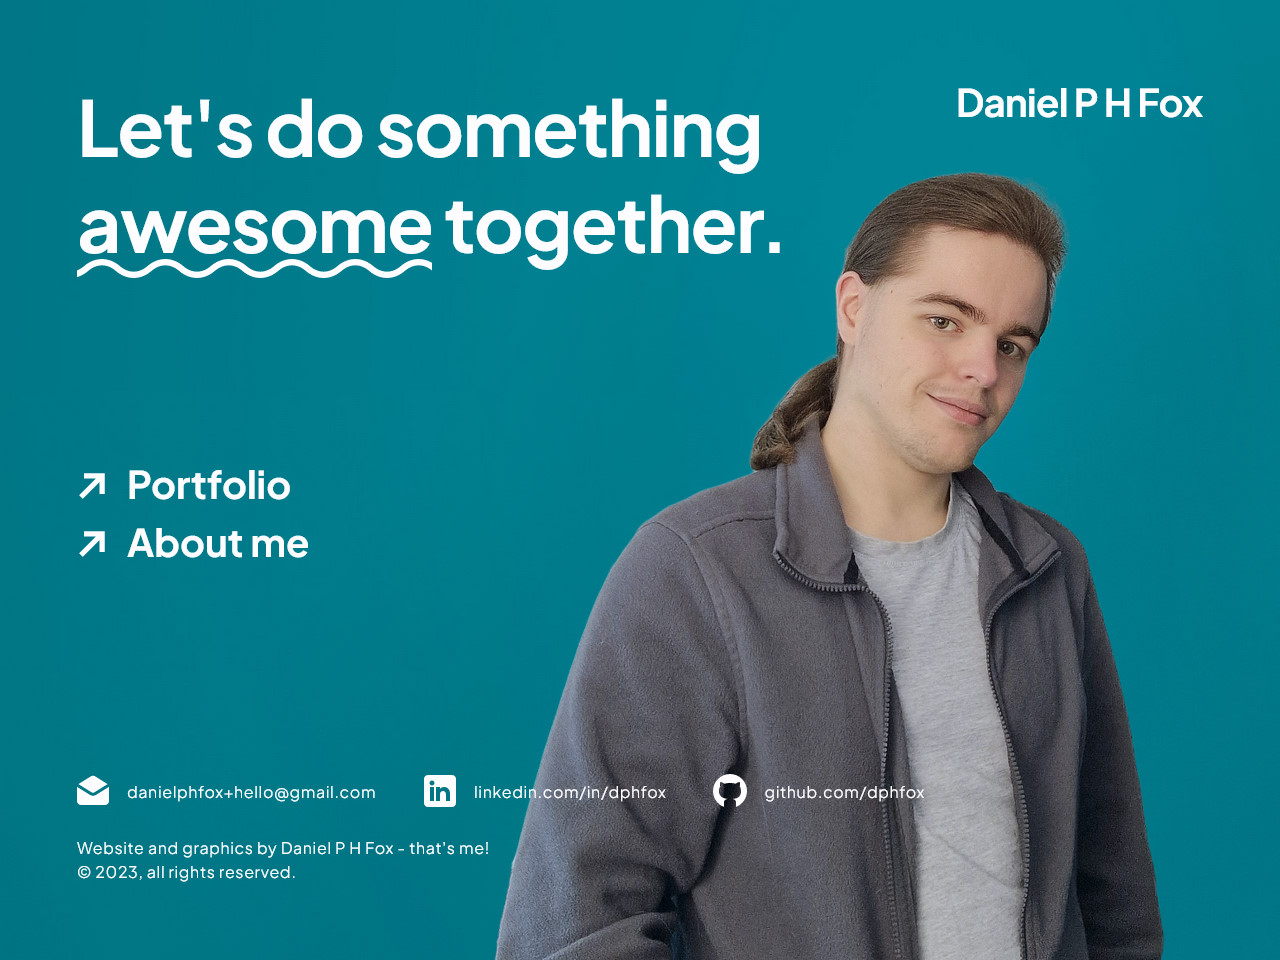 Let's do something
awesome together.
Daniel P H Fox
Portfolio
About me
danielphfox+hello@gmail.com
linkedin.com/in/dphfox
github.com/dphfox
Website and graphics by Daniel P H Fox - that's me!
© 2023, all rights reserved.